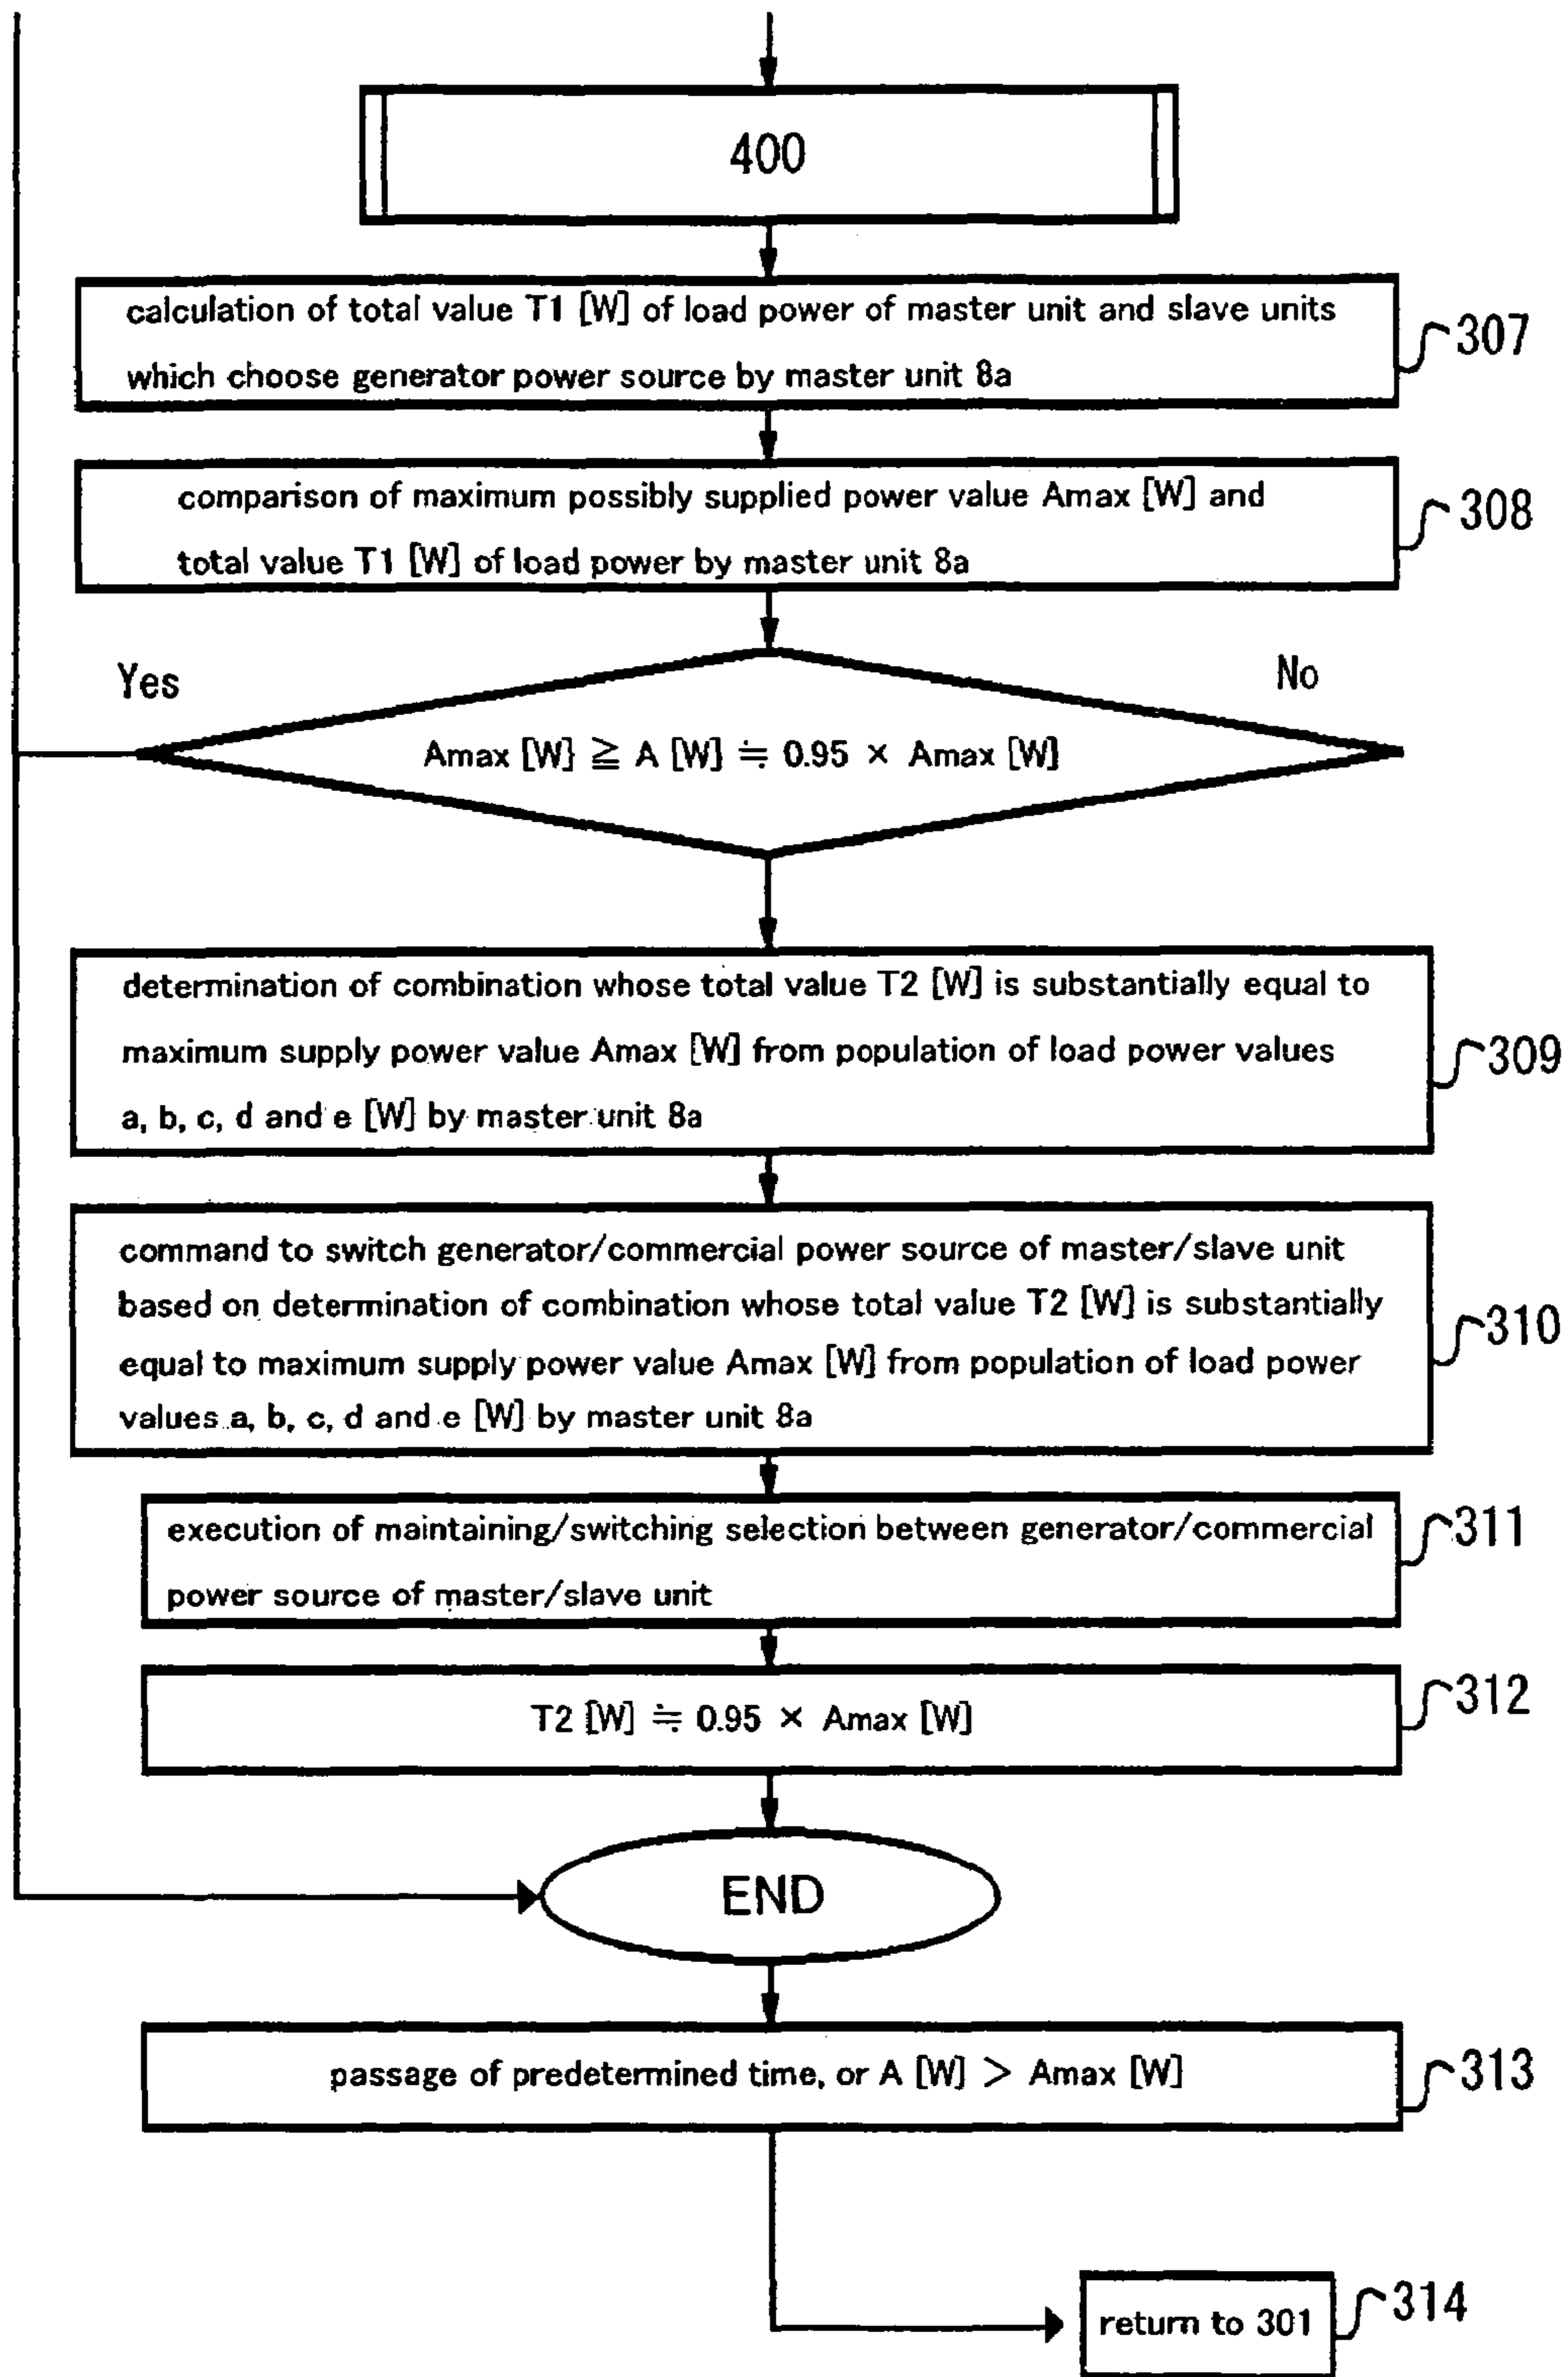 400
calculation of total value T1 [W] of load power of master unit and slave units
which choose generator power source by master unit 8a
307
comparison of maximum possibly supplied power value Amax [W] and
total value T1 [W] of load power by master unit 8a
308
Yes
No
Amax [W] ≧ A [W] ≒ 0.95 × Amax [W]
determination of combination whose total value T2 [W] is substantially equal to
maximum supply power value Amax [W] from population of load power values
a, b, c, d and e [W] by master unit 8a
309
command to switch generator/commercial power source of master/slave unit
based on determination of combination whose total value T2 [W] is substantially
equal to maximum supply power value Amax [W] from population of load power
values a, b, c, d and e [W] by master unit 8a
310
execution of maintaining/switching selection between generator/commercial
power source of master/slave unit
311
T2 [W] ≒ 0.95 × Amax [W]
312
END
passage of predetermined time, or A [W] > Amax [W]
313
return to 301
314